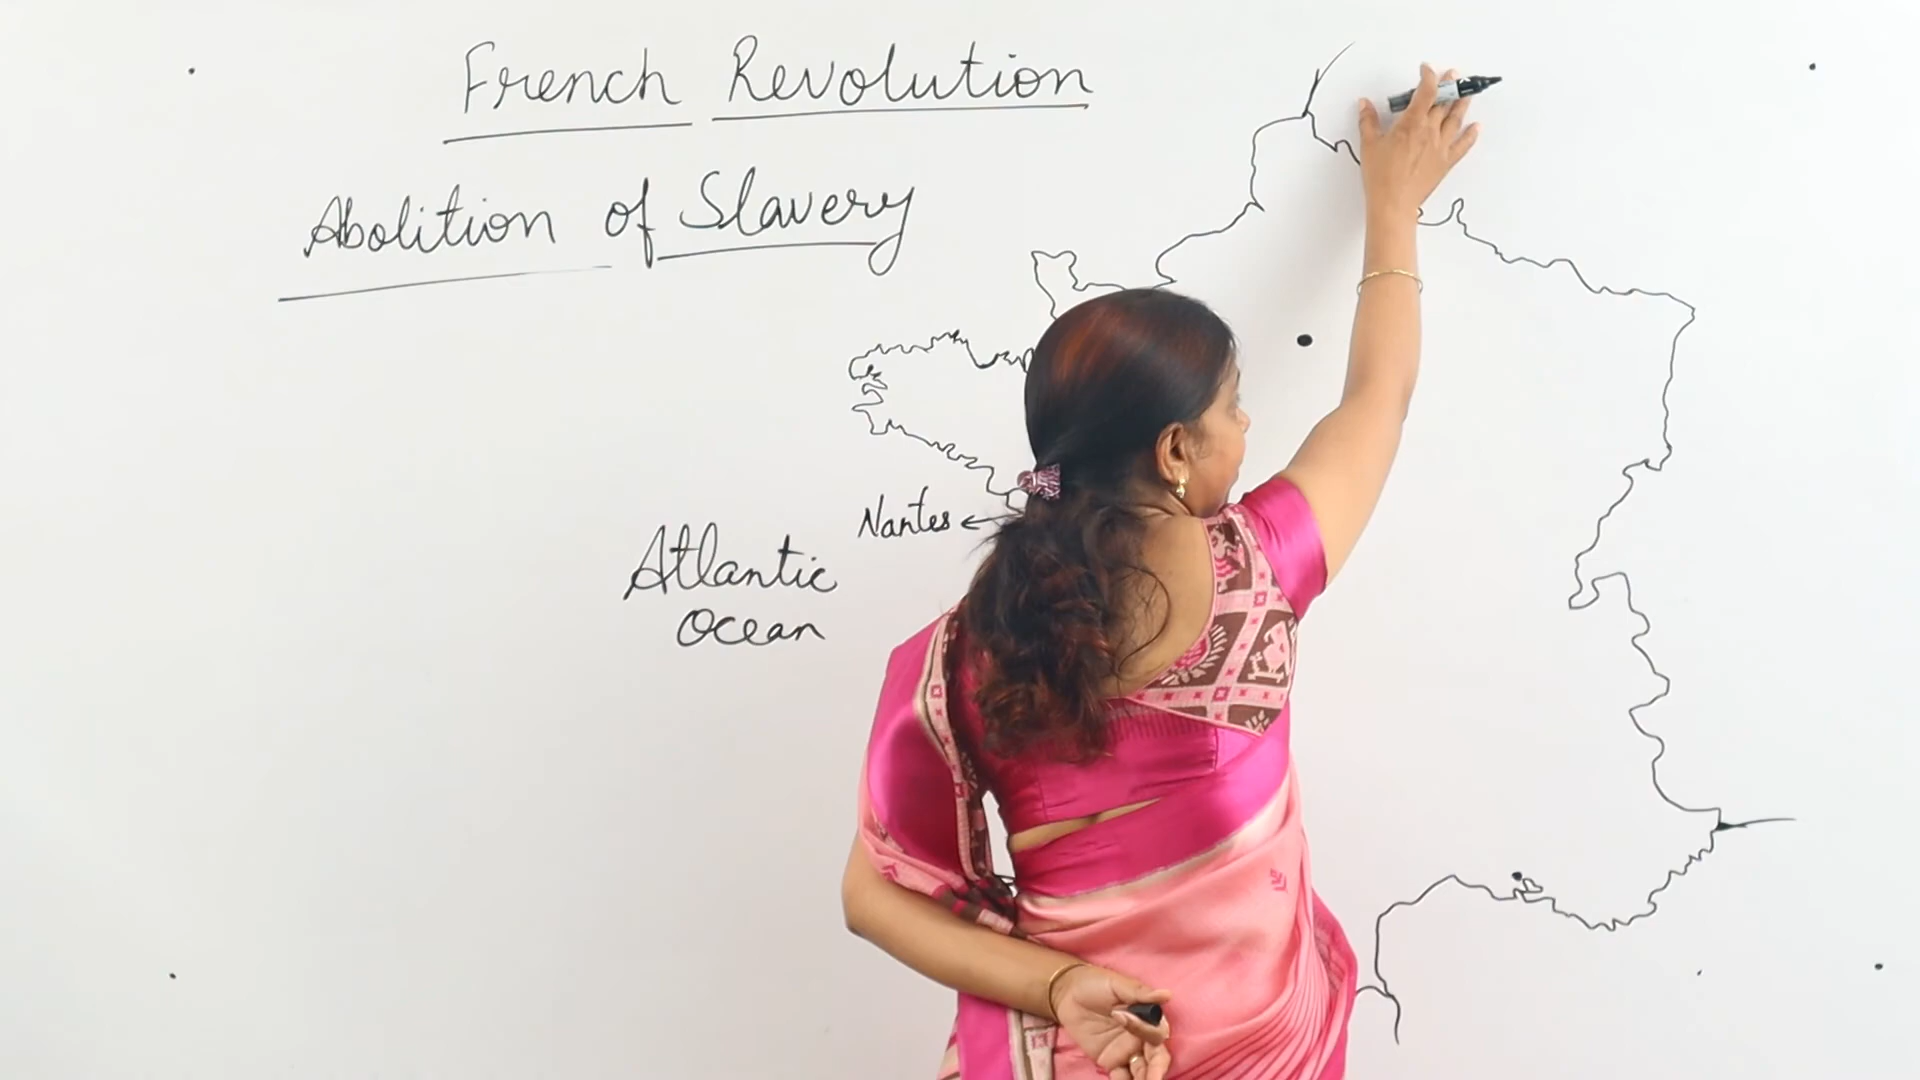 French Revolution
Abolition of Slavery
Nantes
Atlantic
Ocean